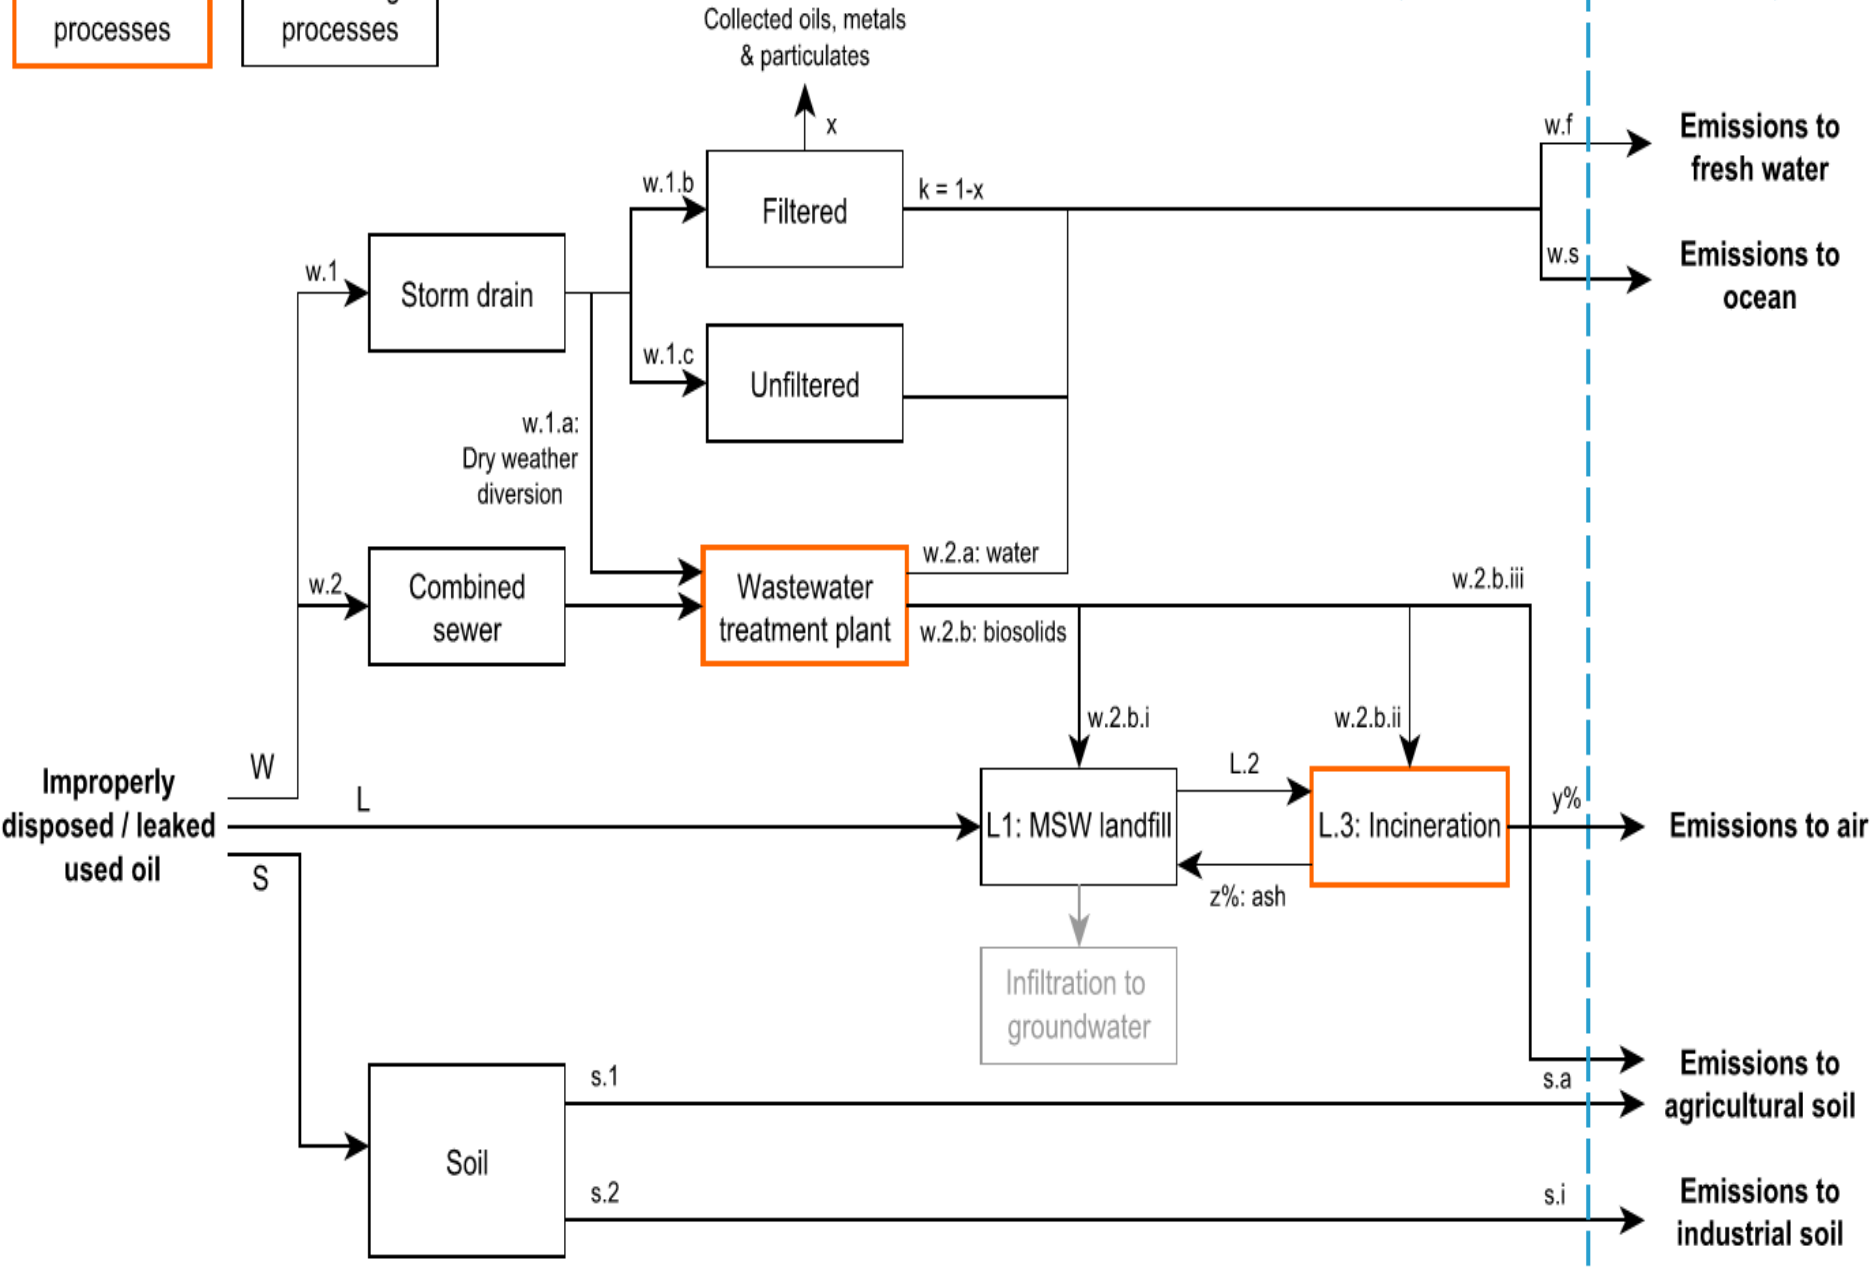 processes
processes
Collected oils, metals
& particulates
x
w.f
Emissions to
fresh water
w.1.b
Filtered
k = 1-x
w.s
Emissions to
ocean
w.1
Storm drain
w.1.c
Unfiltered
w.1.a:
Dry weather
diversion
w.2
Combined
sewer
Wastewater
treatment plant
w.2.a: water
w.2.b: biosolids
w.2.b.iii
w.2.b.i
w.2.b.ii
W
L
S
Improperly
disposed / leaked
used oil
L1: MSW landfill
L.2
L.3: Incineration
z%: ash
y%
Emissions to air
Infiltration to
groundwater
Soil
s.1
s.a
Emissions to
agricultural soil
s.2
s.i
Emissions to
industrial soil